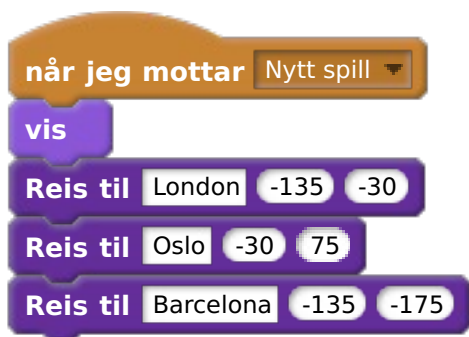 når jeg mottar Nytt spill
vis
Reis til London -135 -30
Reis til Oslo -30 75
Reis til Barcelona -135 -175